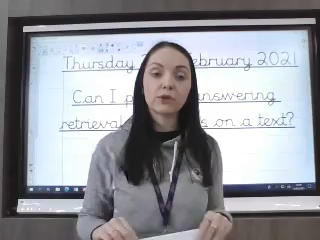 Thursday February 2021
Can I answering
retrieval on a text?